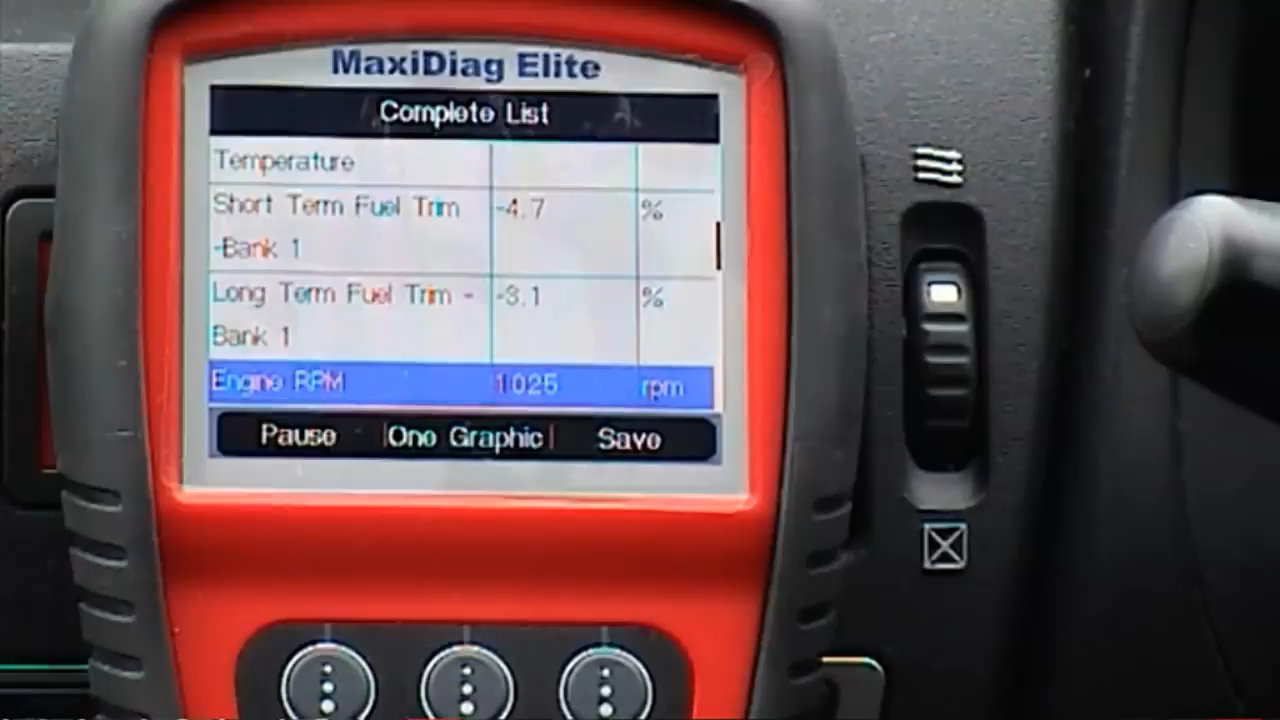 MaxiDiag Elite
Complete List
Temperature
Short Term Fuel Trim -4.7 %
-Bank 1
Long Term Fuel Trim - -3.1 %
Bank 1
Engine RPM 1025 rpm
Pause One Graphic Save